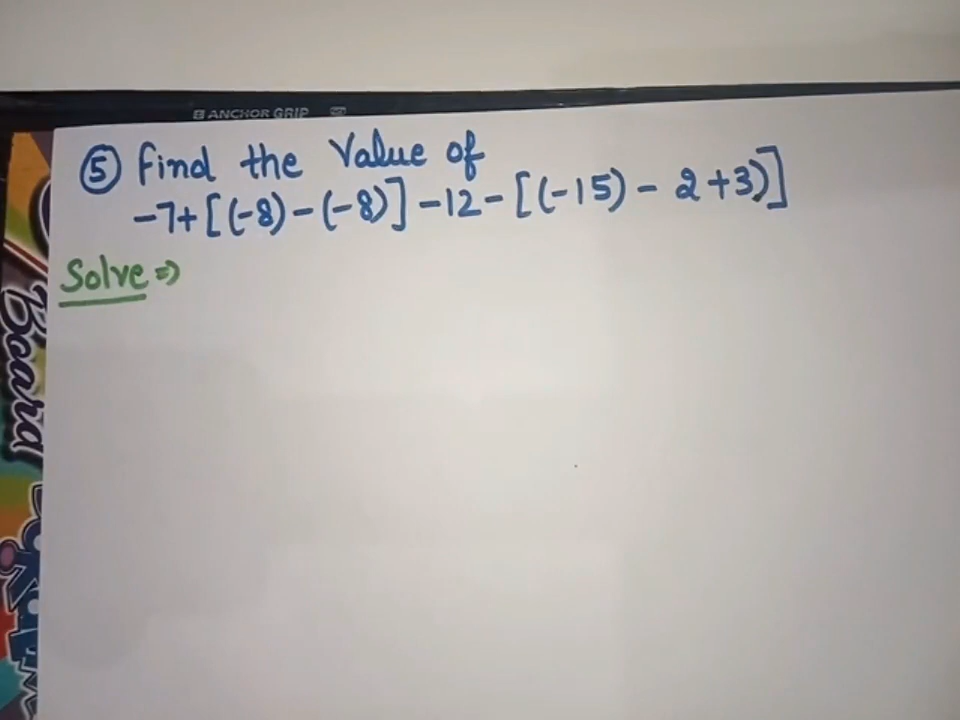 ANCHOR GRIP
⑤ Find the Value of
-7+[(-8)-(-8)]-12-[(-15)- 2+3)]
Solve ⇒
Board